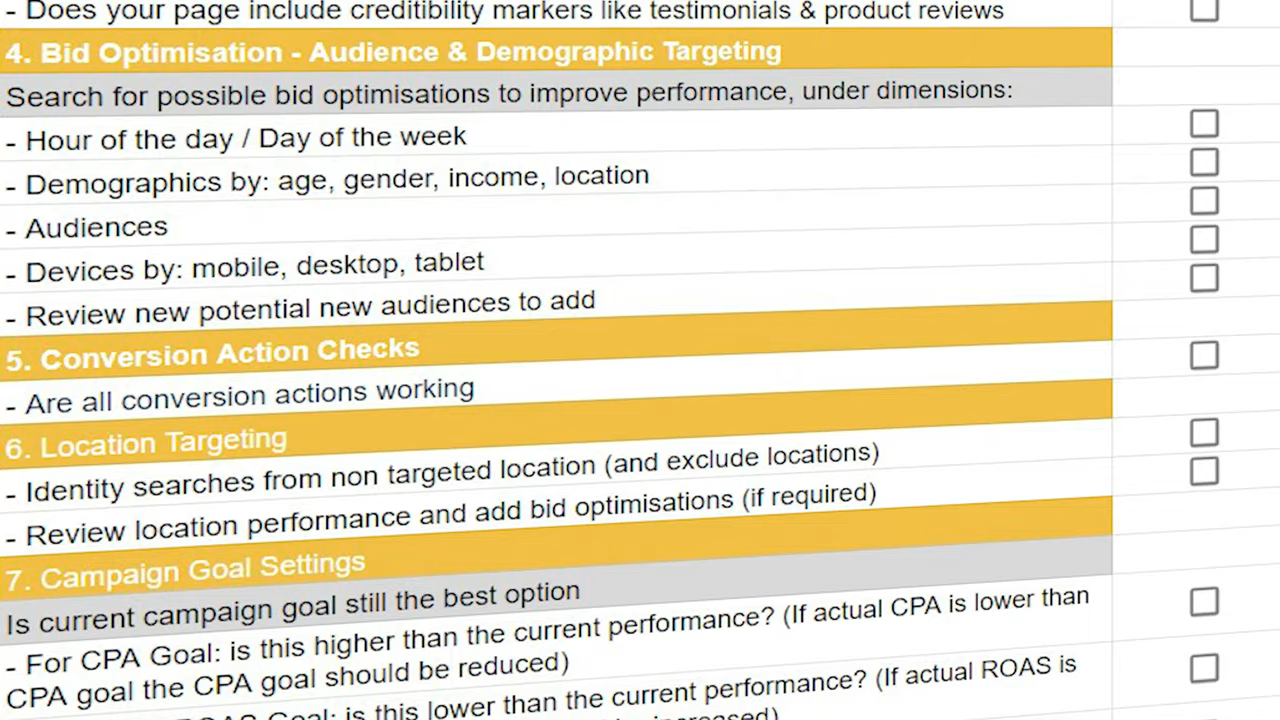 - Does your page include credibility markers like testimonials & product reviews
4. Bid Optimisation - Audience & Demographic Targeting
Search for possible bid optimisations to improve performance, under dimensions:
- Hour of the day / Day of the week
- Demographics by: age, gender, income, location
- Audiences
- Devices by: mobile, desktop, tablet
- Review new potential new audiences to add
5. Conversion Action Checks
- Are all conversion actions working
6. Location Targeting
- Identity searches from non targeted location (and exclude locations)
- Review location performance and add bid optimisations (if required)
7. Campaign Goal Settings
Is current campaign goal still the best option
- For CPA Goal: is this higher than the current performance? (If actual CPA is lower than
CPA goal the CPA goal should be reduced)
ROAS Goal: is this lower than the current performance? (If actual ROAS is
increased)